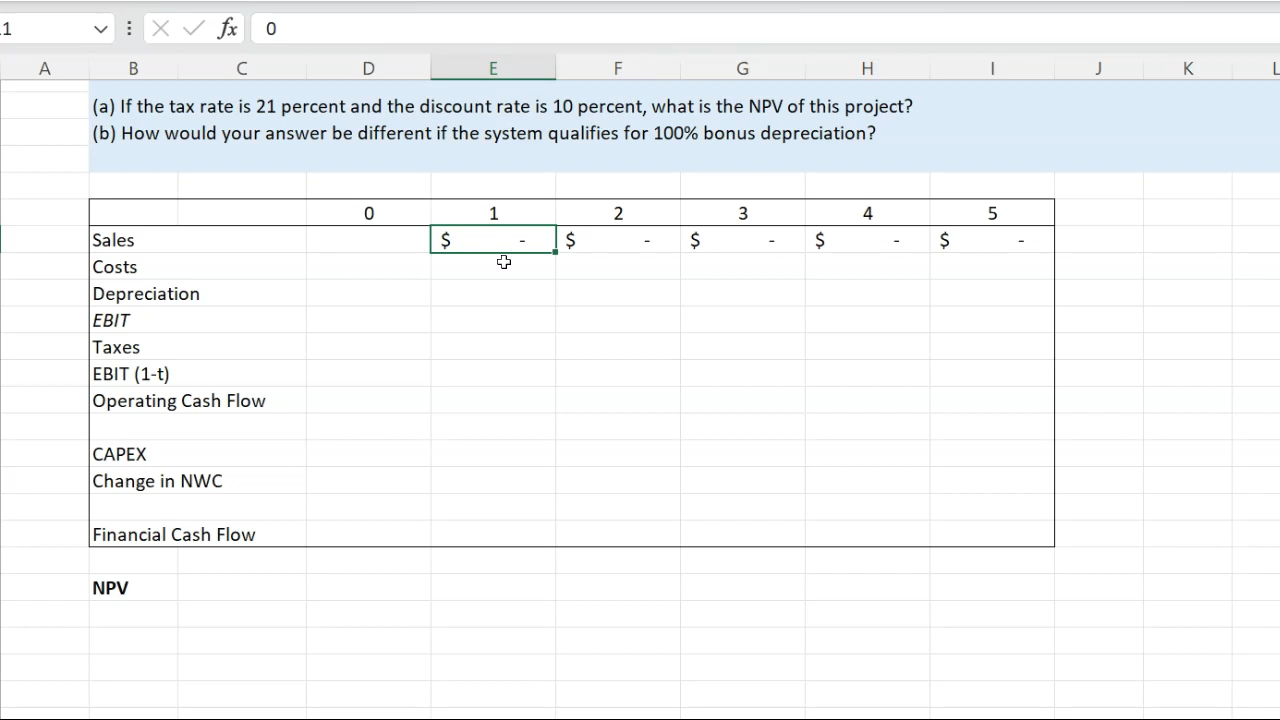 .1 fx 0
A B C D E F G H I J K L
(a) If the tax rate is 21 percent and the discount rate is 10 percent, what is the NPV of this project?
(b) How would your answer be different if the system qualifies for 100% bonus depreciation?
0 1 2 3 4 5
Sales $ - $ - $ - $ - $ -
Costs
Depreciation
EBIT
Taxes
EBIT (1-t)
Operating Cash Flow
CAPEX
Change in NWC
Financial Cash Flow
NPV